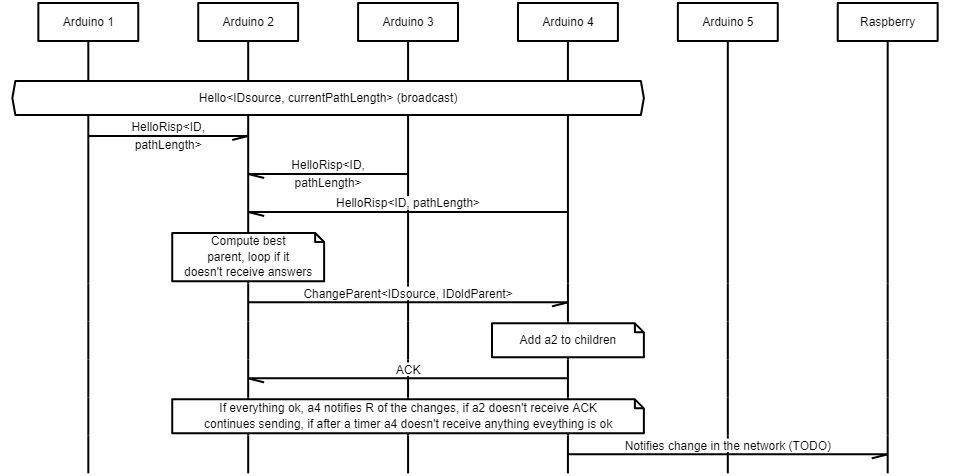 Arduino 1
Arduino 2
Arduino 3
Arduino 4
Arduino 5
Raspberry
Hello<IDsource, currentPathLength> (broadcast)
HelloRisp<ID,
pathLength>
HelloRisp<ID,
pathLength>
HelloRisp<ID, pathLength>
Compute best
parent, loop if it
doesn't receive answers
ChangeParent<IDsource, IDoldParent>
Add a2 to children
ACK
If everything ok, a4 notifies R of the changes, if a2 doesn't receive ACK
continues sending, if after a timer a4 doesn't receive anything eveything is ok
Notifies change in the network (TODO)